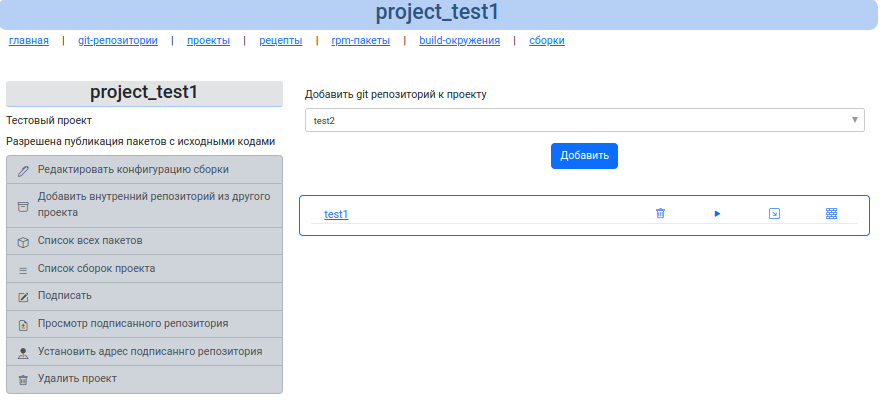 project_test1
главная | git-репозитории | проекты | рецепты | rpm-пакеты | build-окружения | сборки
project_test1
Тестовый проект
Разрешена публикация пакетов с исходными кодами
Редактировать конфигурацию сборки
Добавить внутренний репозиторий из другого
проекта
Список всех пакетов
Список сборок проекта
Подписать
Просмотр подписанного репозитория
Установить адрес подписаннго репозитория
Удалить проект
Добавить git репозиторий к проекту
test2
Добавить
test1